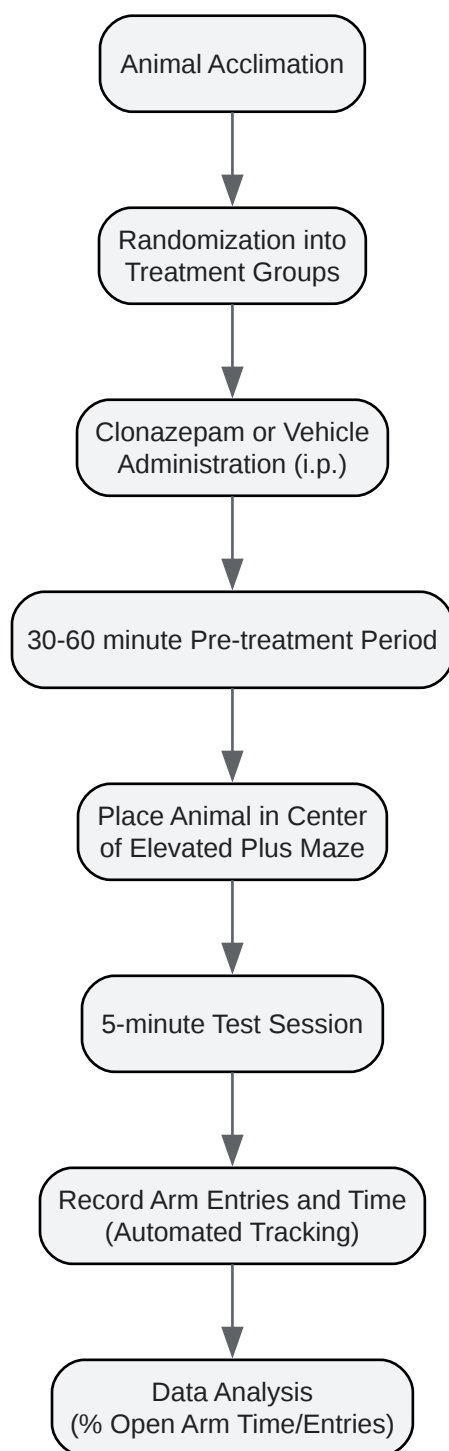 Animal Acclimation
Randomization into
Treatment Groups
Clonazepam or Vehicle
Administration (i.p.)
30-60 minute Pre-treatment Period
Place Animal in Center
of Elevated Plus Maze
5-minute Test Session
Record Arm Entries and Time
(Automated Tracking)
Data Analysis
(% Open Arm Time/Entries)